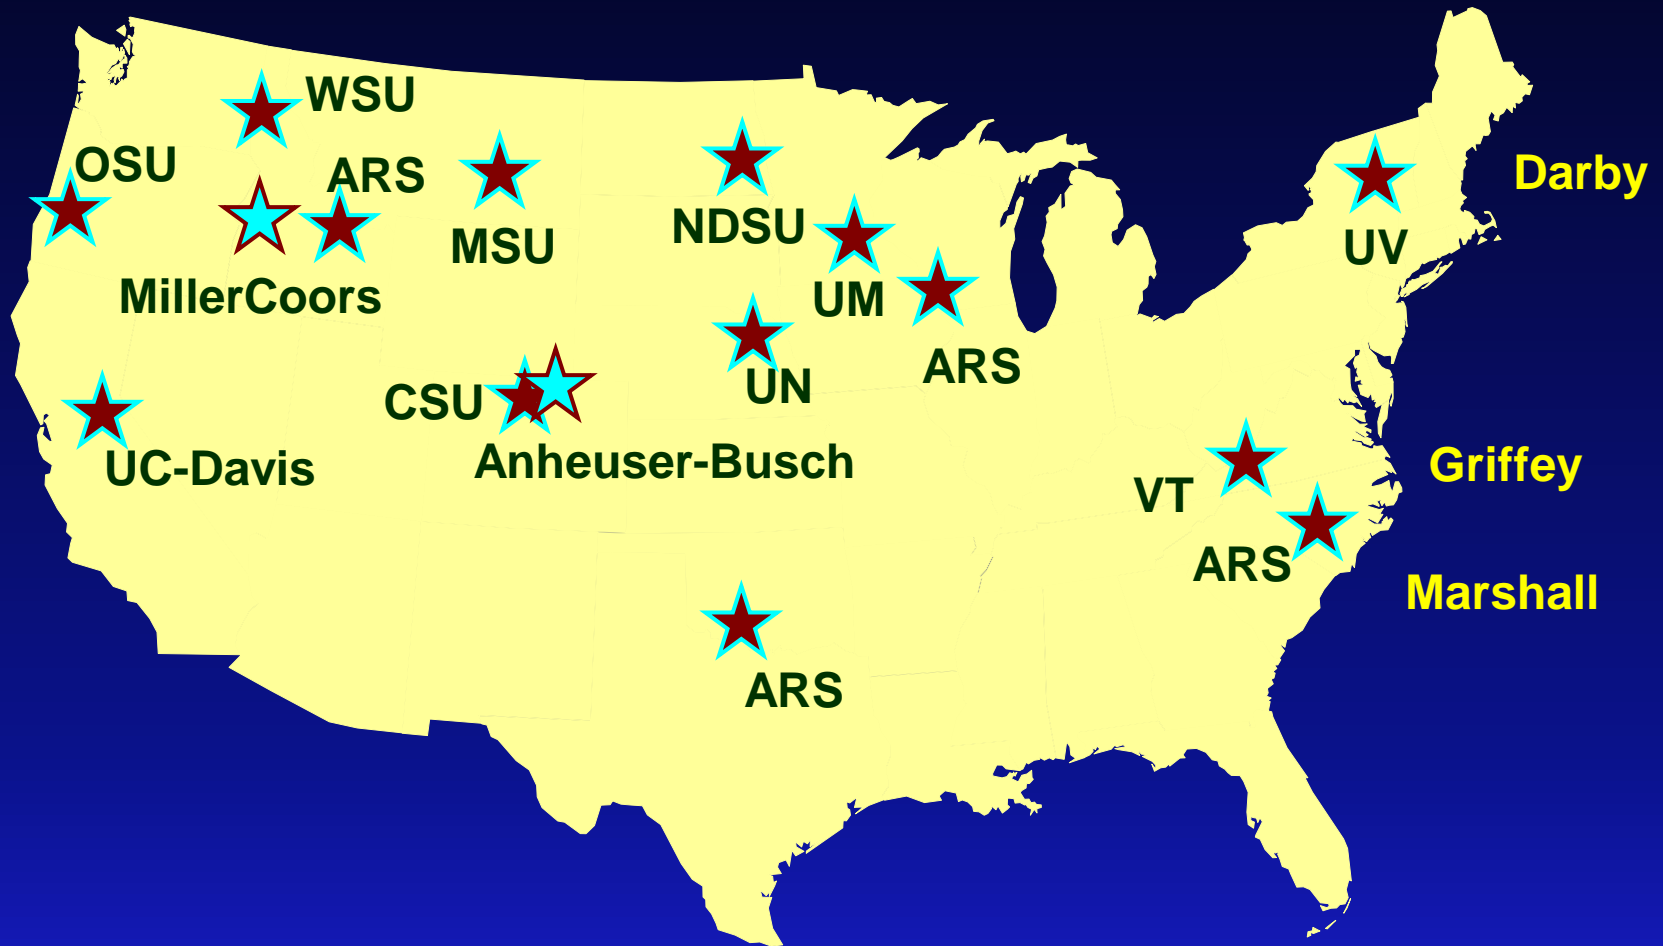 WSU
OSU
ARS
Darby
MSU
NDSU
UV
MillerCoors
UM
ARS
CSU
UN
Anheuser-Busch
UC-Davis
Griffey
VT
ARS
Marshall
ARS